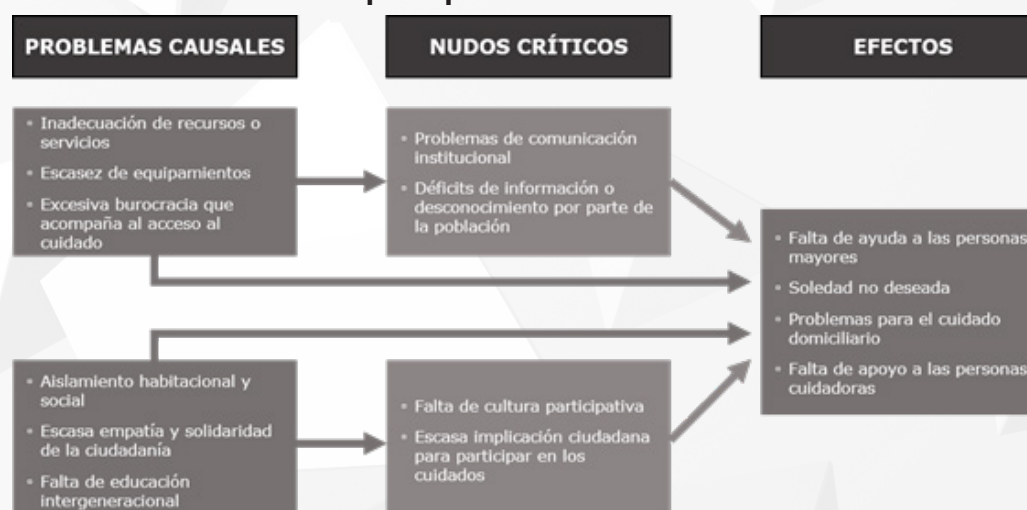 PROBLEMAS CAUSALES
NUDOS CRÍTICOS
EFECTOS
• Inadecuación de recursos o
servicios
• Escasez de equipamientos
• Excesiva burocracia que
acompaña al acceso al
cuidado
• Problemas de comunicación
institucional
• Déficits de información o
desconocimiento por parte de
la población
• Falta de ayuda a las personas
mayores
• Soledad no deseada
• Problemas para el cuidado
domiciliario
• Falta de apoyo a las personas
cuidadoras
• Aislamiento habitacional y
social
• Escasa empatía y solidaridad
de la ciudadanía
• Falta de educación
intergeneracional
• Falta de cultura participativa
• Escasa implicación ciudadana
para participar en los
cuidados